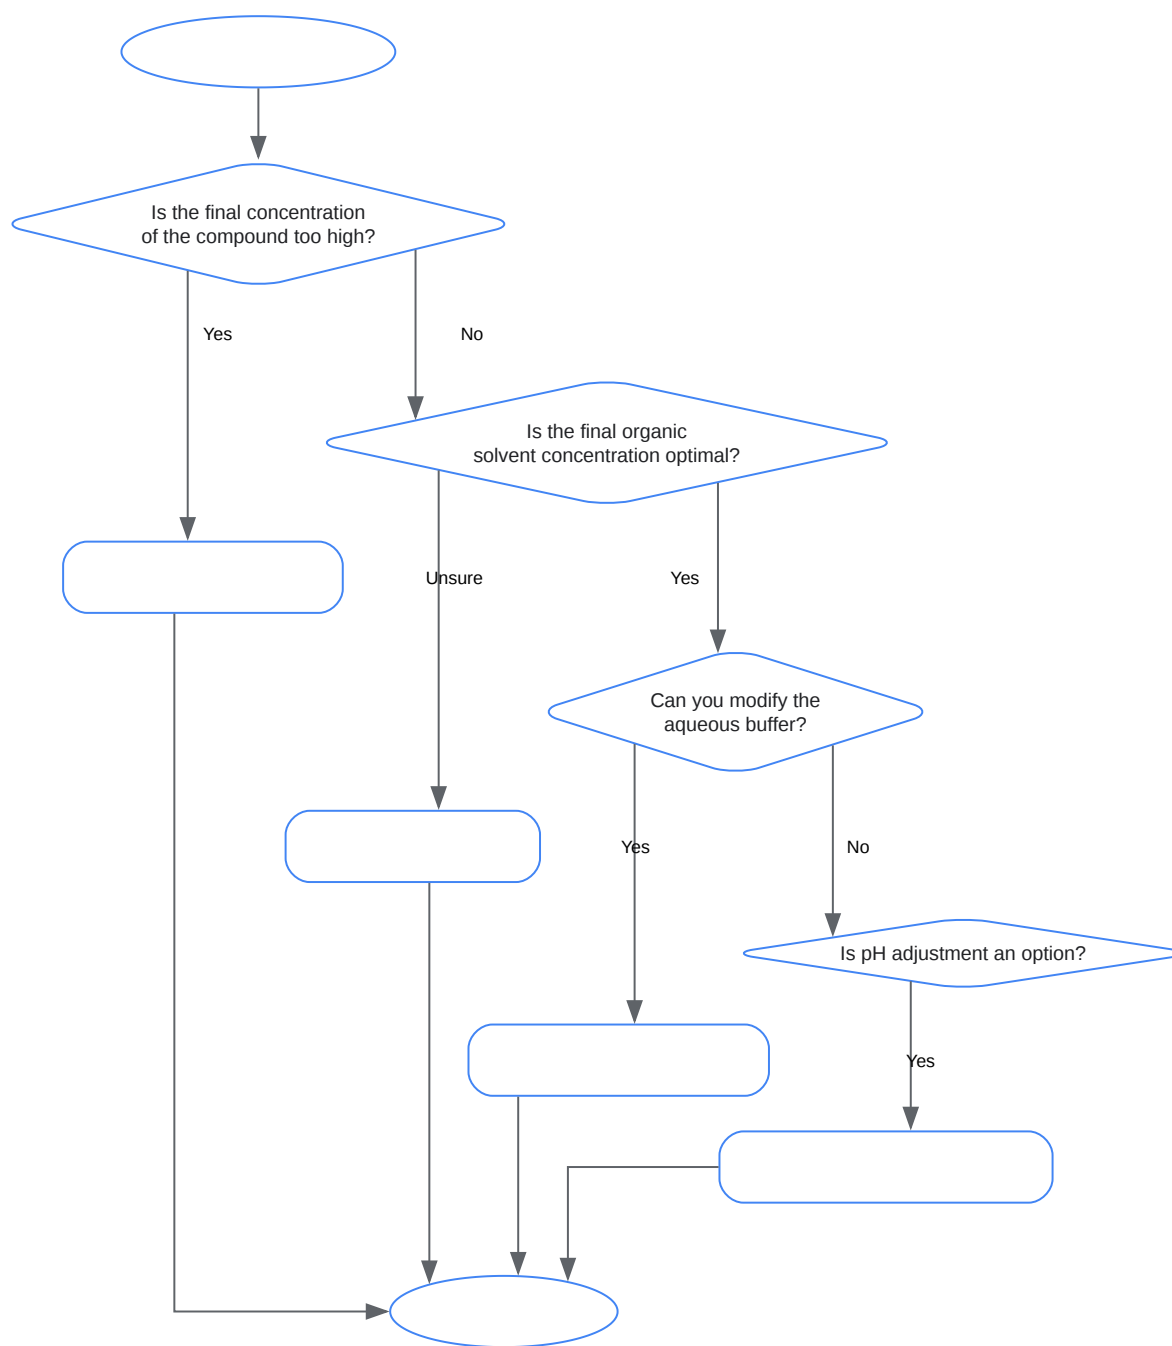 Is the final concentration
of the compound too high?
Yes
No
Is the final organic
solvent concentration optimal?
Unsure
Yes
Can you modify the
aqueous buffer?
Yes
No
Is pH adjustment an option?
Yes